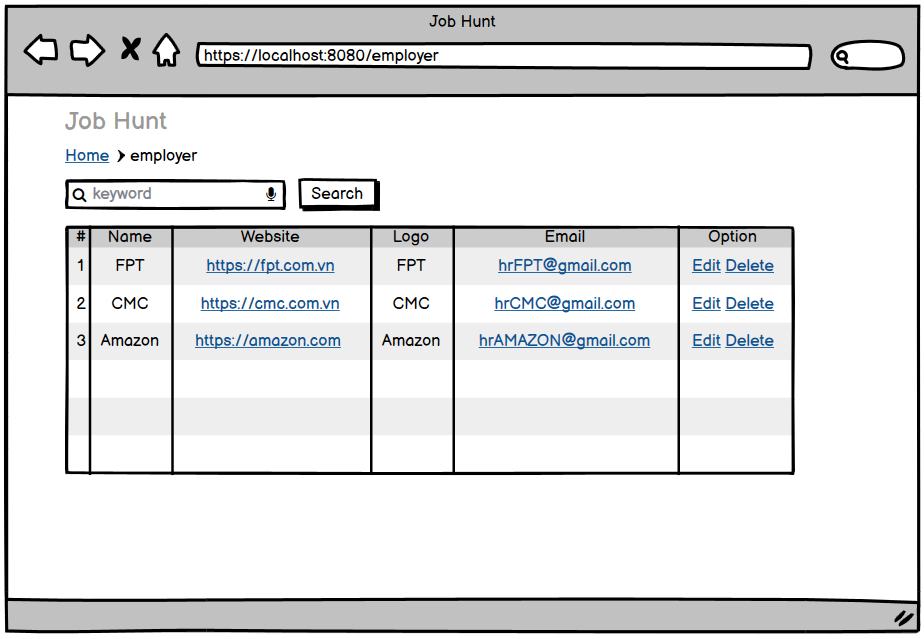 Job Hunt
https://localhost:8080/employer
Job Hunt
Home employer
keyword Search
# Name Website Logo Email Option
1 FPT https://fpt.com.vn FPT hrFPT@gmail.com Edit Delete
2 CMC https://cmc.com.vn CMC hrCMC@gmail.com Edit Delete
3 Amazon https://amazon.com Amazon hrAMAZON@gmail.com Edit Delete